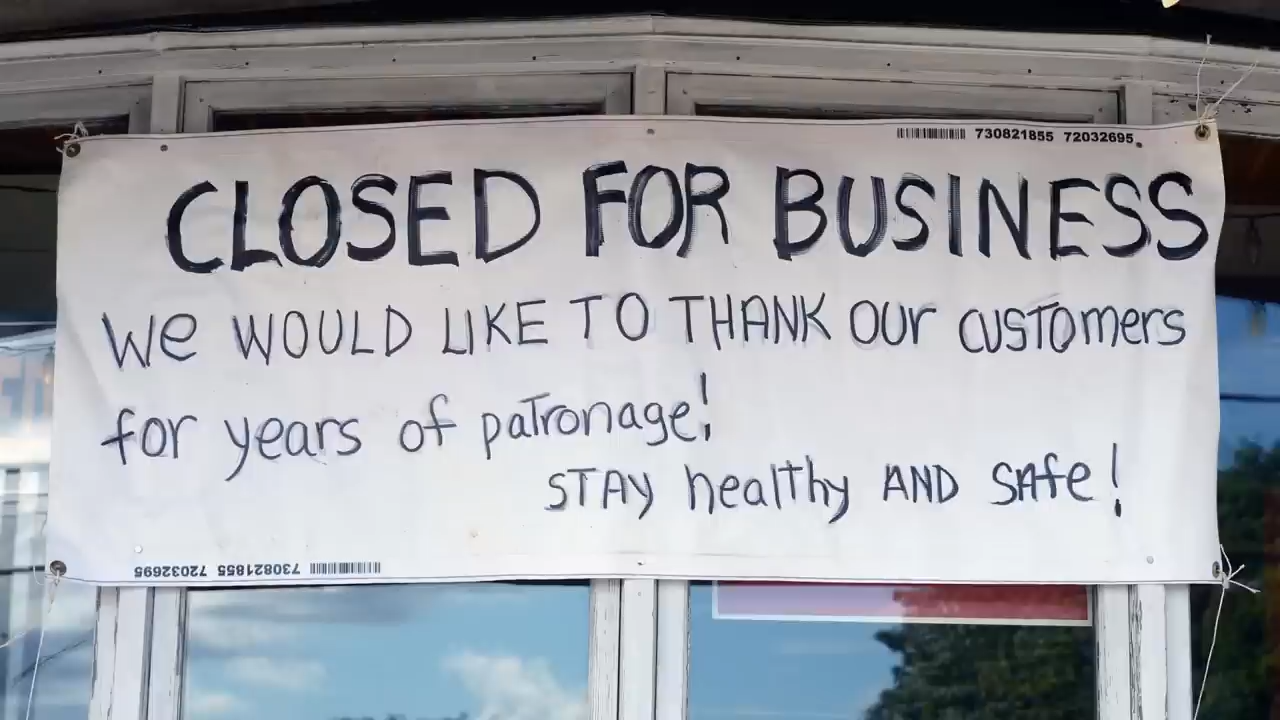 730821855 72032695
CLOSED FOR BUSINESS
We WOULD LIKE TO THANK OUr CUSTOmers
for years of paTronage!
STAy healThy AND SAfe!
730821855 72032695